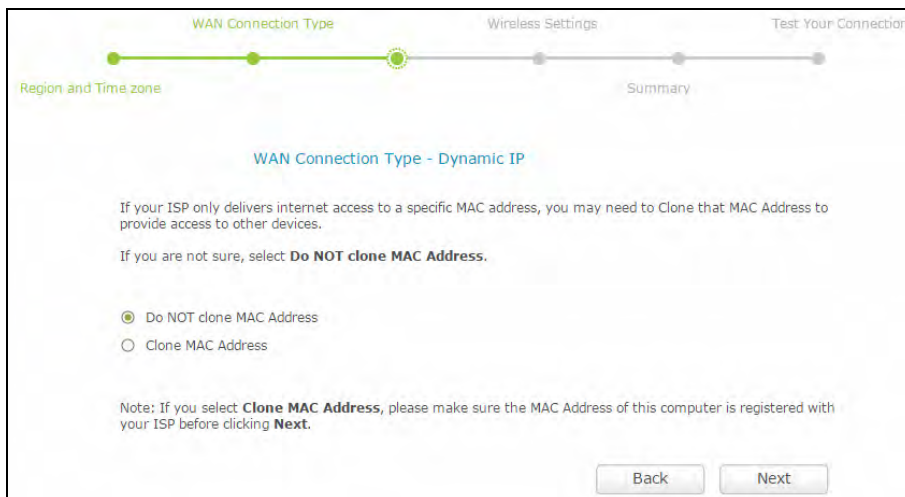 WAN Connection Type
Wireless Settings
Test Your Connection
Region and Time zone
Summary
WAN Connection Type - Dynamic IP
If your ISP only delivers internet access to a specific MAC address, you may need to Clone that MAC Address to
provide access to other devices.
If you are not sure, select Do NOT clone MAC Address.
Do NOT clone MAC Address
Clone MAC Address
Note: If you select Clone MAC Address, please make sure the MAC Address of this computer is registered with
your ISP before clicking Next.
Back
Next